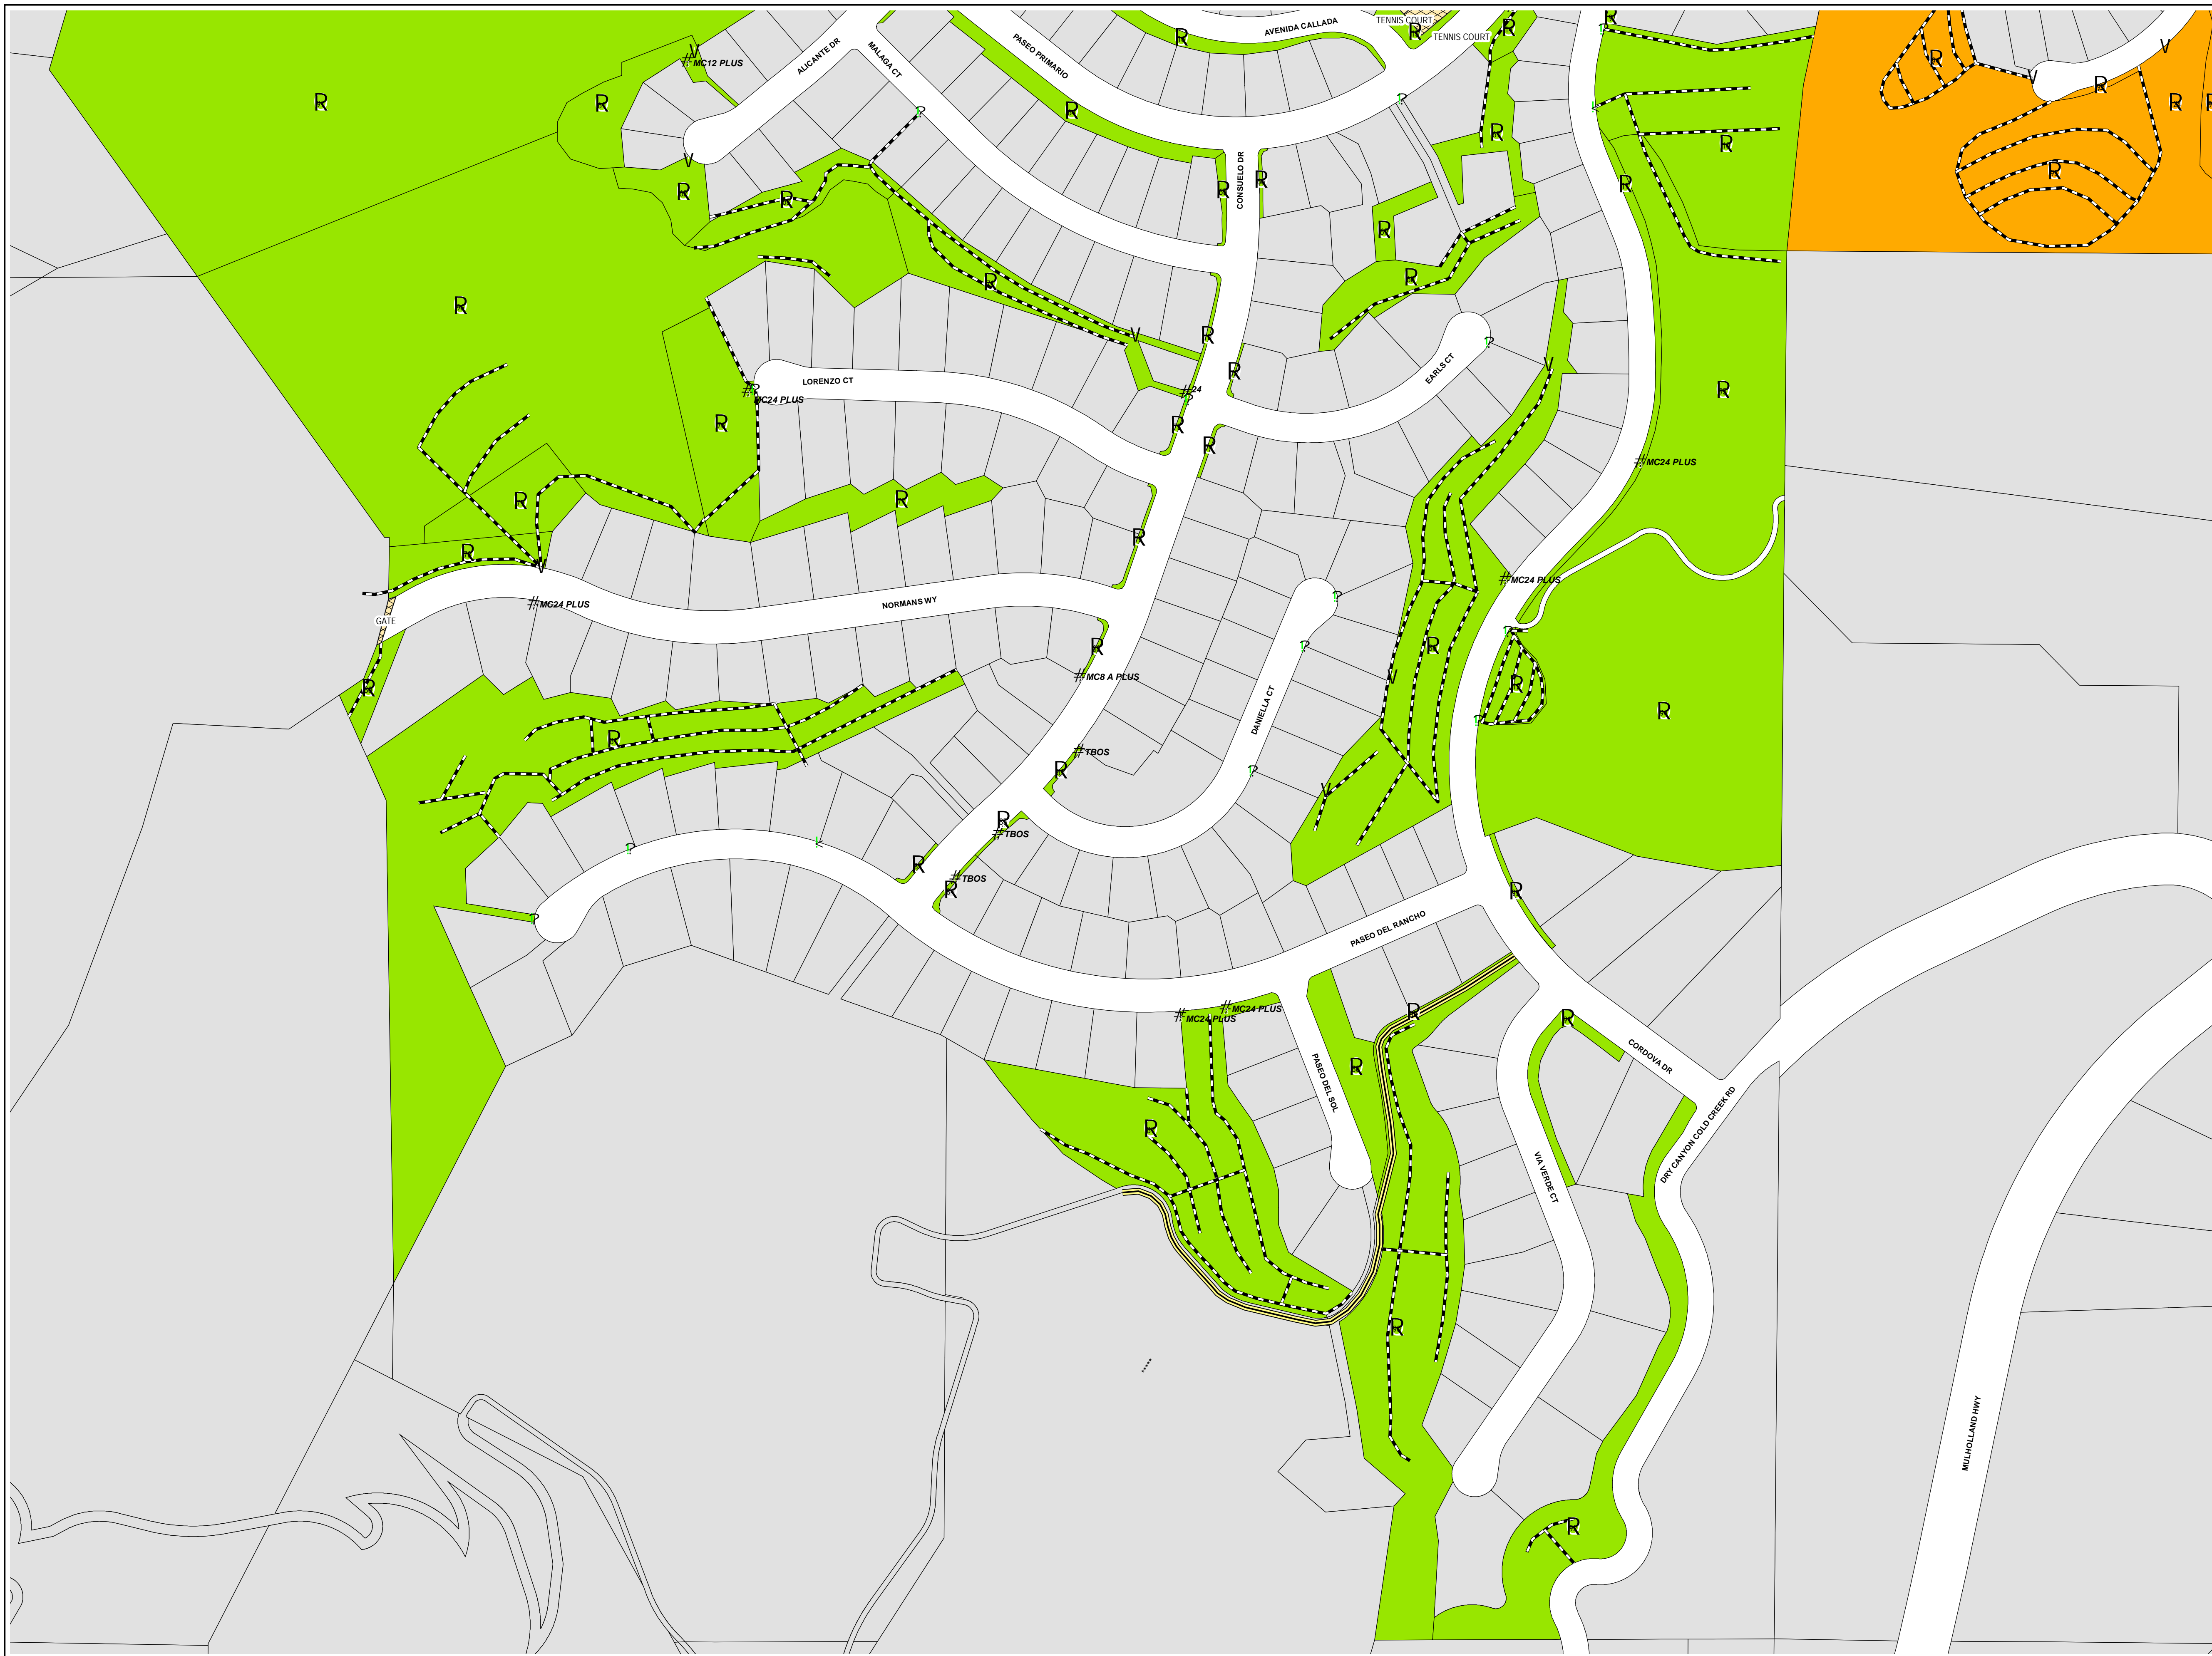 TENNIS COURT
R
TENNIS COURT
AVENIDA CALLADA
R
R
R
R
?
ALICANTE DR
MALAGA CT
PASEO PRIMARIO
V
#MC12 PLUS
R
V
V
R
R
R
R
R
?
?
R
R
R
V
R
R
CONSUELO DR
R
R
R
R
R
R
R
R
R
R
V
R
?
EARLS CT
V
R
LORENZO CT
#?
MC24 PLUS
#24
?
R
R
R
R
#MC24 PLUS
R
R
R
R
V
#MC24 PLUS
#MC24 PLUS
NORMANS WY
GATE
?
?
?
R
R
R
#MC8 A PLUS
V
R
R
DANIELLA CT
?
R
#TBOS
R
?
V
R
#TBOS
?
R
#TBOS
R
R
?
PASEO DEL RANCHO
#MC24 PLUS
#MC24 PLUS
R
R
CORDOVA DR
PASEO DEL SOL
R
R
DRY CANYON COLD CREEK RD
VIA VERDE CT
R
MULHOLLAND HWY
R